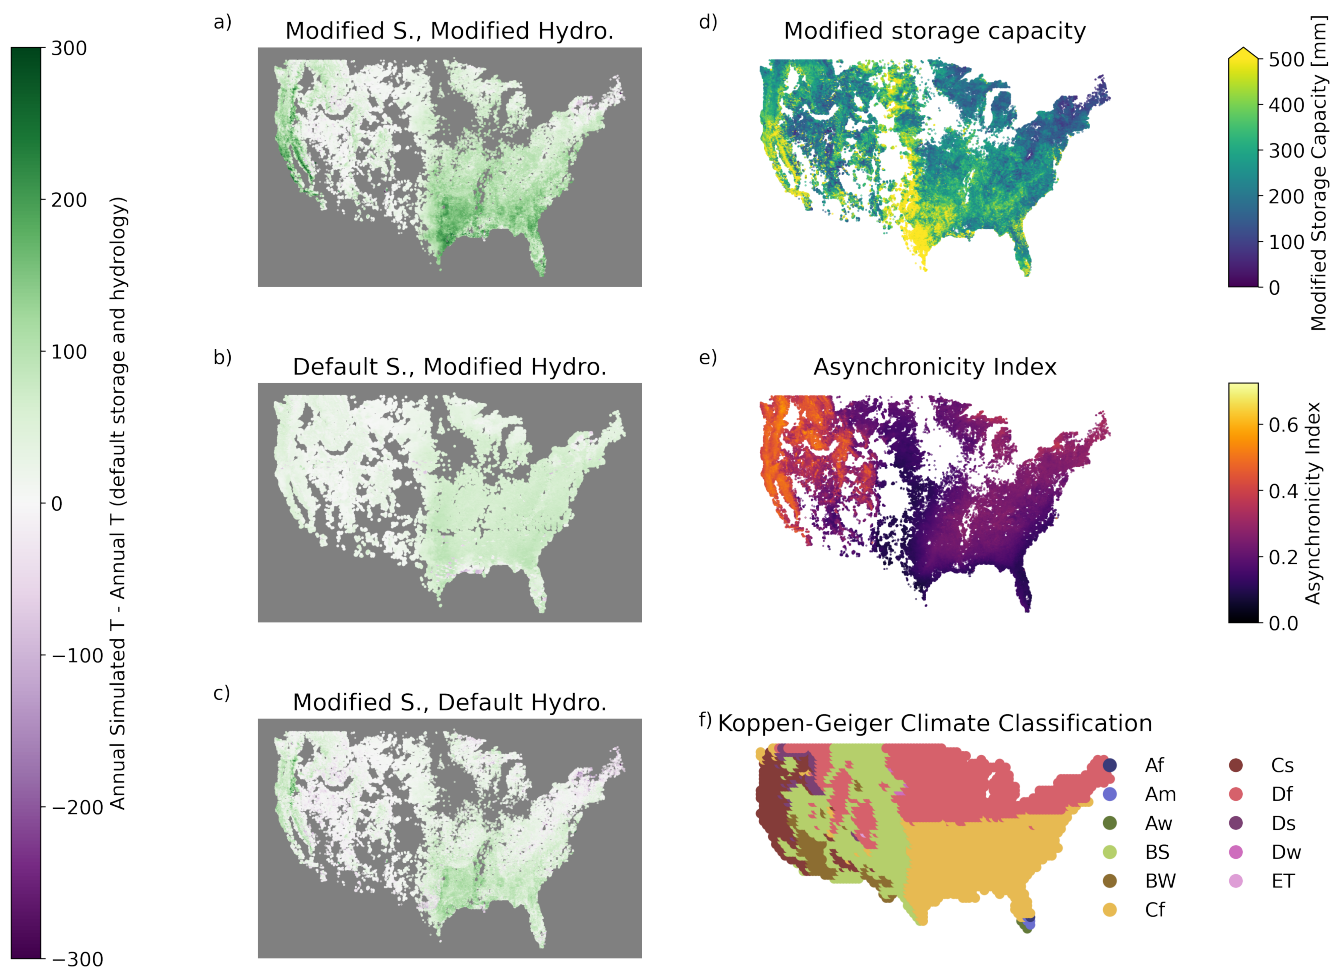 a)
Modified S., Modified Hydro.
300
200
100
0
−100
−200
−300
Annual Simulated T - Annual T (default storage and hydrology)
b)
Default S., Modified Hydro.
c)
Modified S., Default Hydro.
d)
Modified storage capacity
500
400
300
200
100
0
Modified Storage Capacity [mm]
e)
Asynchronicity Index
0.6
0.4
0.2
0.0
Asynchronicity Index
f)
Koppen-Geiger Climate Classification
Af
Am
Aw
BS
BW
Cf
Cs
Df
Ds
Dw
ET